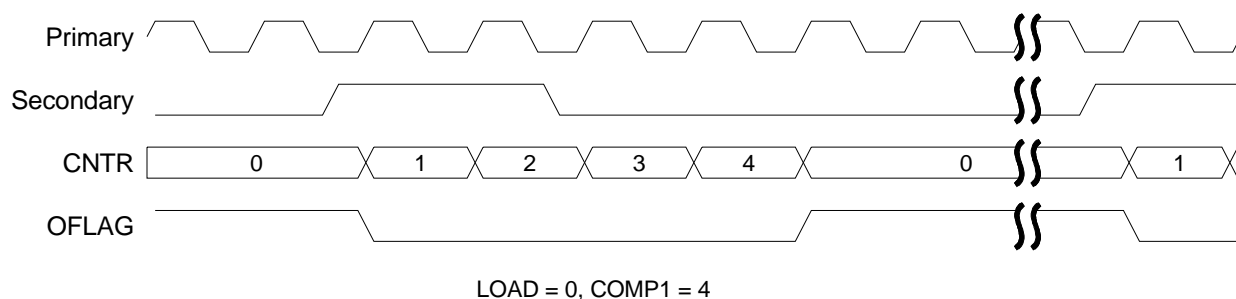 Primary
Secondary
CNTR 0 1 2 3 4 0 1
OFLAG
LOAD = 0, COMP1 = 4